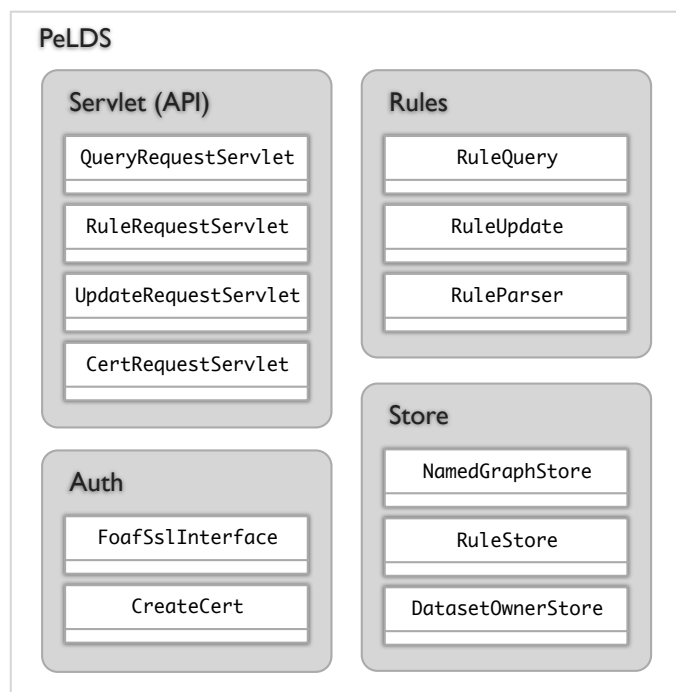 PeLDS
Servlet (API)
QueryRequestServlet
RuleRequestServlet
UpdateRequestServlet
CertRequestServlet
Auth
FoafSslInterface
CreateCert
Rules
RuleQuery
RuleUpdate
RuleParser
Store
NamedGraphStore
RuleStore
DatasetOwnerStore